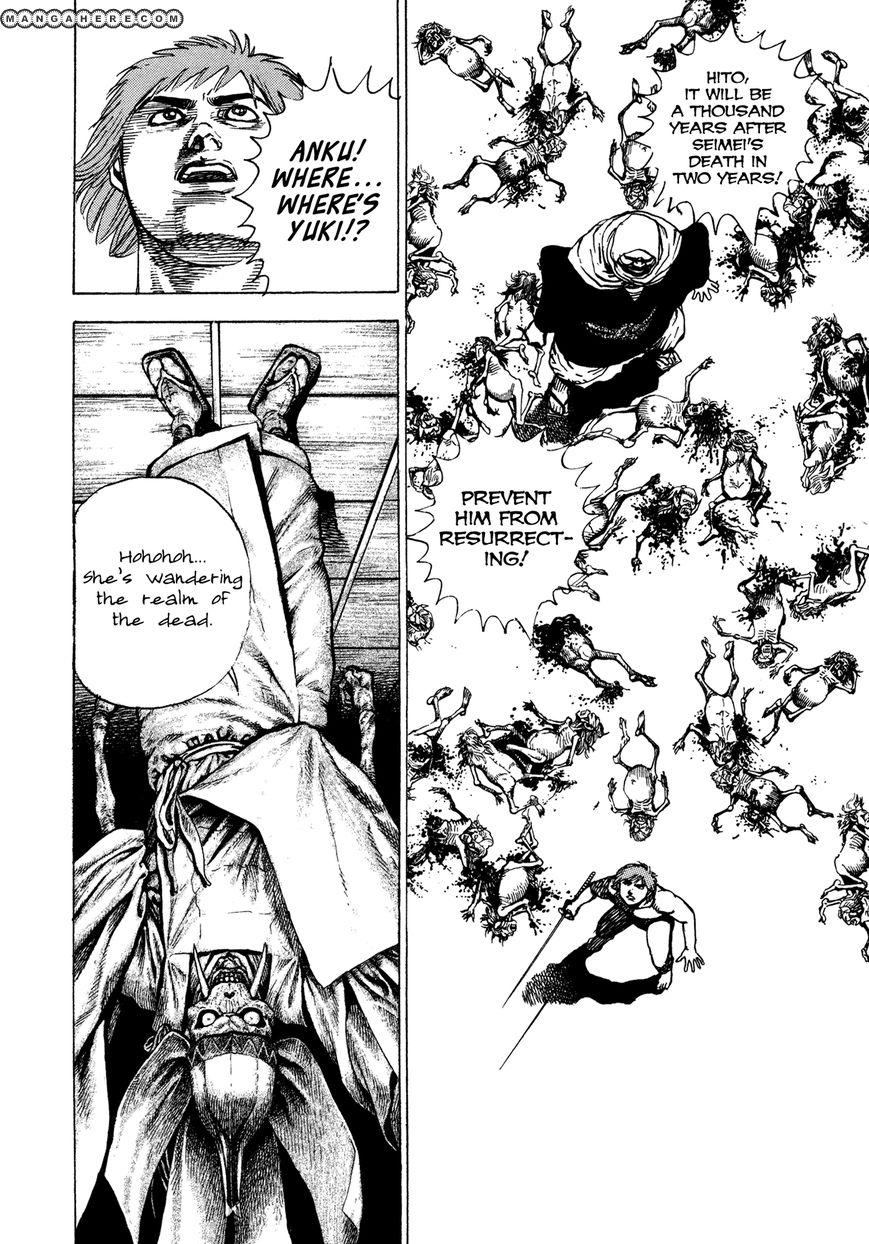 MANGAHERE.COM
HITO,
IT WILL BE
A THOUSAND
YEARS AFTER
SEIMEI'S
DEATH IN
TWO YEARS!
PREVENT
HIM FROM
RESURRECT-
ING!
ANKU!
WHERE...
WHERE'S
YUKI!?
Hohohoh...
She's wandering
the realm of
the dead.